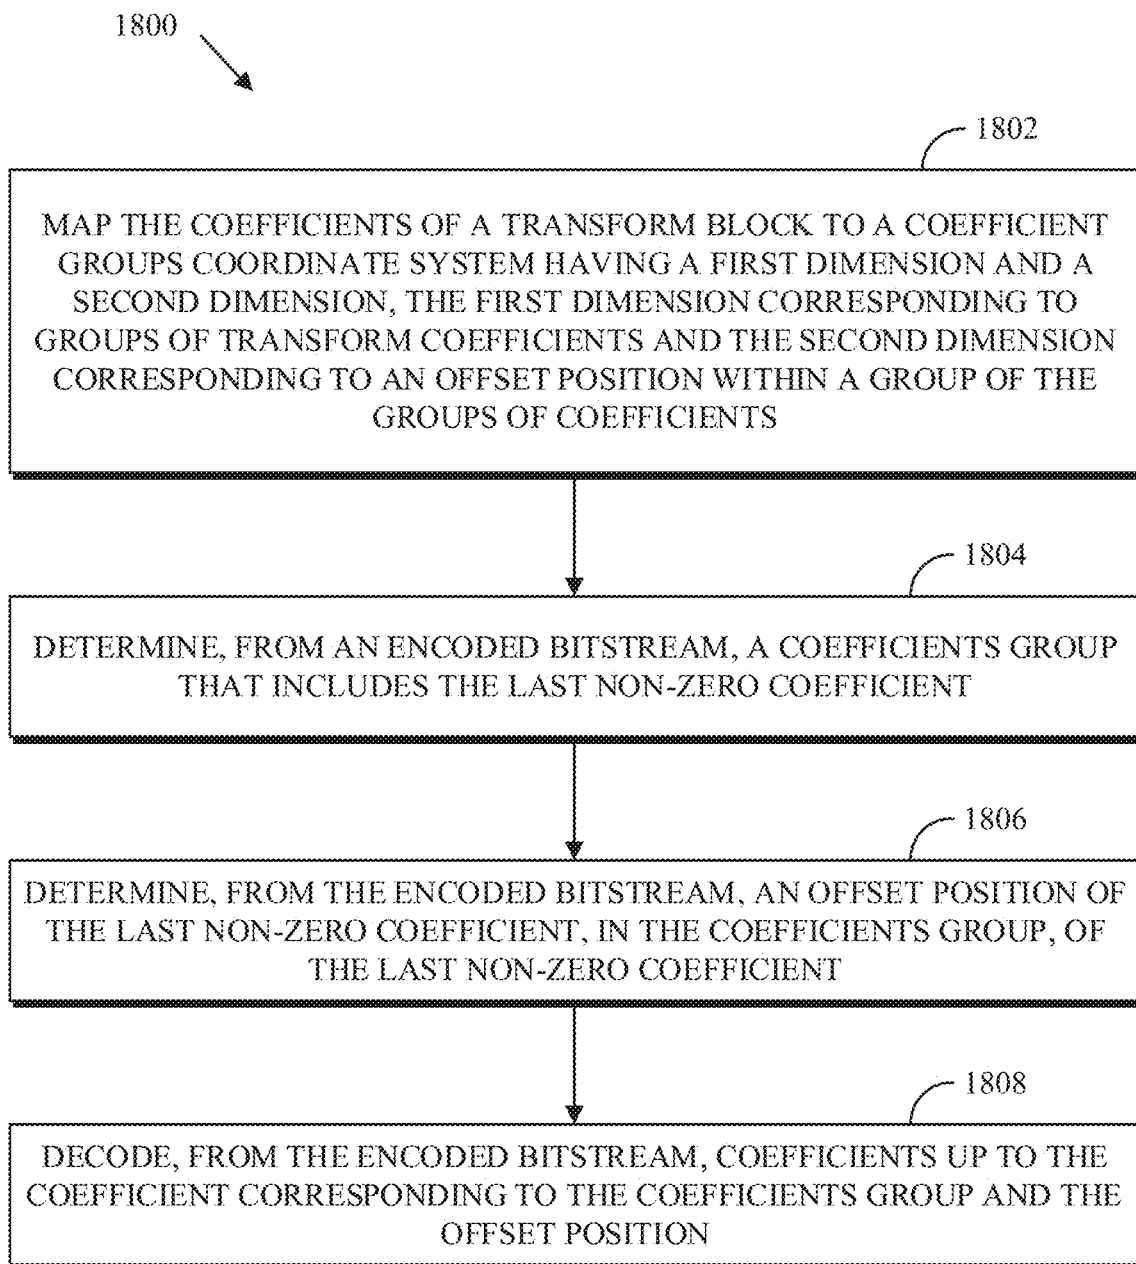 1800
1802
MAP THE COEFFICIENTS OF A TRANSFORM BLOCK TO A COEFFICIENT
GROUPS COORDINATE SYSTEM HAVING A FIRST DIMENSION AND A
SECOND DIMENSION, THE FIRST DIMENSION CORRESPONDING TO
GROUPS OF TRANSFORM COEFFICIENTS AND THE SECOND DIMENSION
CORRESPONDING TO AN OFFSET POSITION WITHIN A GROUP OF THE
GROUPS OF COEFFICIENTS
1804
DETERMINE, FROM AN ENCODED BITSTREAM, A COEFFICIENTS GROUP
THAT INCLUDES THE LAST NON-ZERO COEFFICIENT
1806
DETERMINE, FROM THE ENCODED BITSTREAM, AN OFFSET POSITION OF
THE LAST NON-ZERO COEFFICIENT, IN THE COEFFICIENTS GROUP, OF
THE LAST NON-ZERO COEFFICIENT
1808
DECODE, FROM THE ENCODED BITSTREAM, COEFFICIENTS UP TO THE
COEFFICIENT CORRESPONDING TO THE COEFFICIENTS GROUP AND THE
OFFSET POSITION